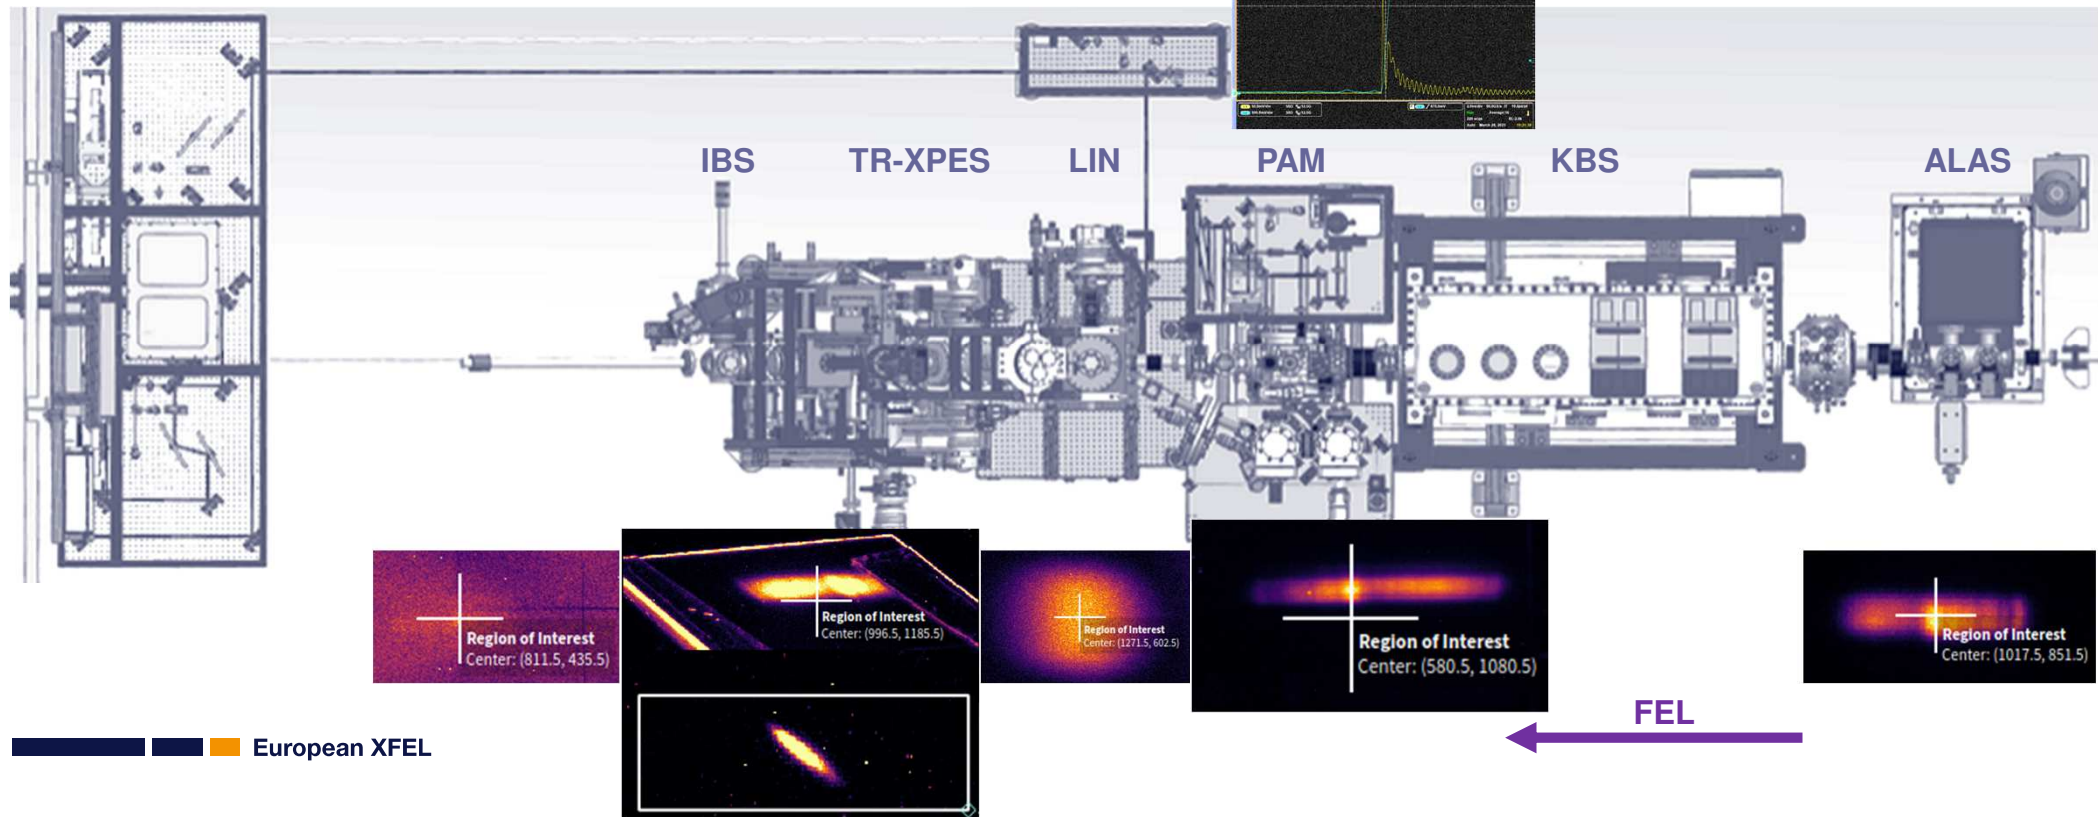 IBS
TR-XPES
LIN
PAM
KBS
ALAS
Region of Interest
Center: (811.5, 435.5)
Region of Interest
Center: (996.5, 1185.5)
Region of Interest
Center: (1271.5, 602.5)
Region of Interest
Center: (580.5, 1080.5)
Region of Interest
Center: (1017.5, 851.5)
FEL
European XFEL